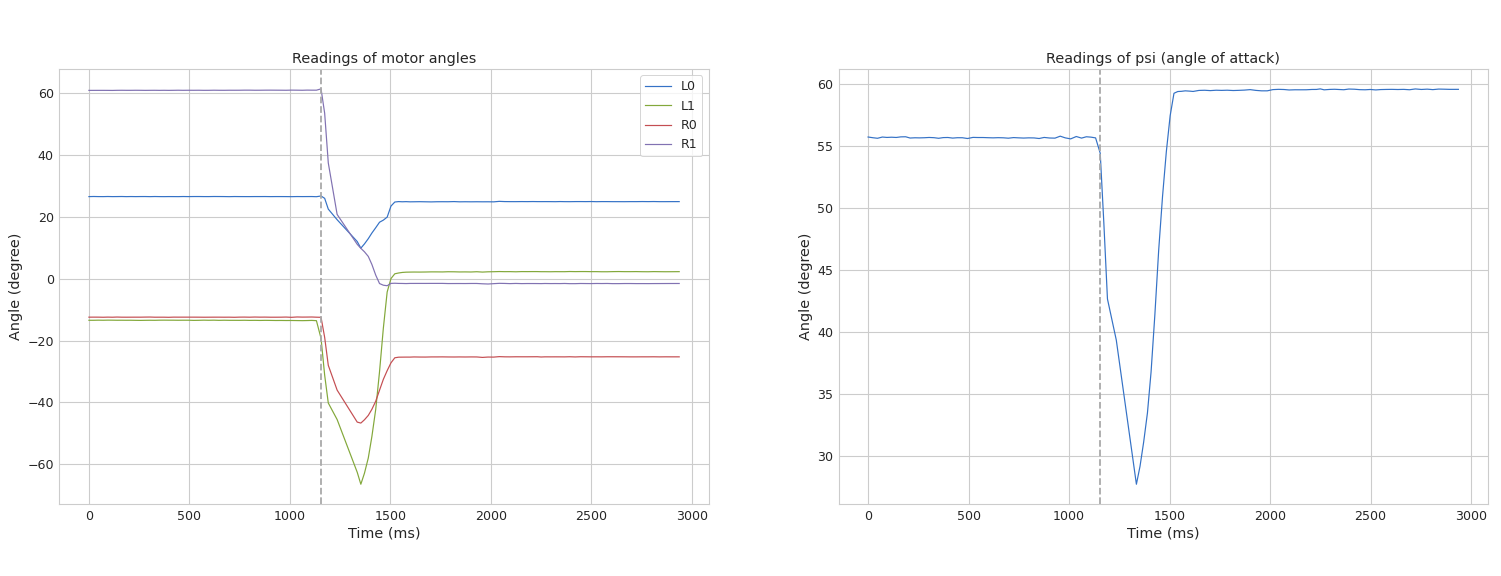 Readings of motor angles
L0
L1
R0
R1
60
40
20
0
−20
−40
−60
Angle (degree)
0 500 1000 1500 2000 2500 3000
Time (ms)
Readings of psi (angle of attack)
60
55
50
45
40
35
30
Angle (degree)
0 500 1000 1500 2000 2500 3000
Time (ms)